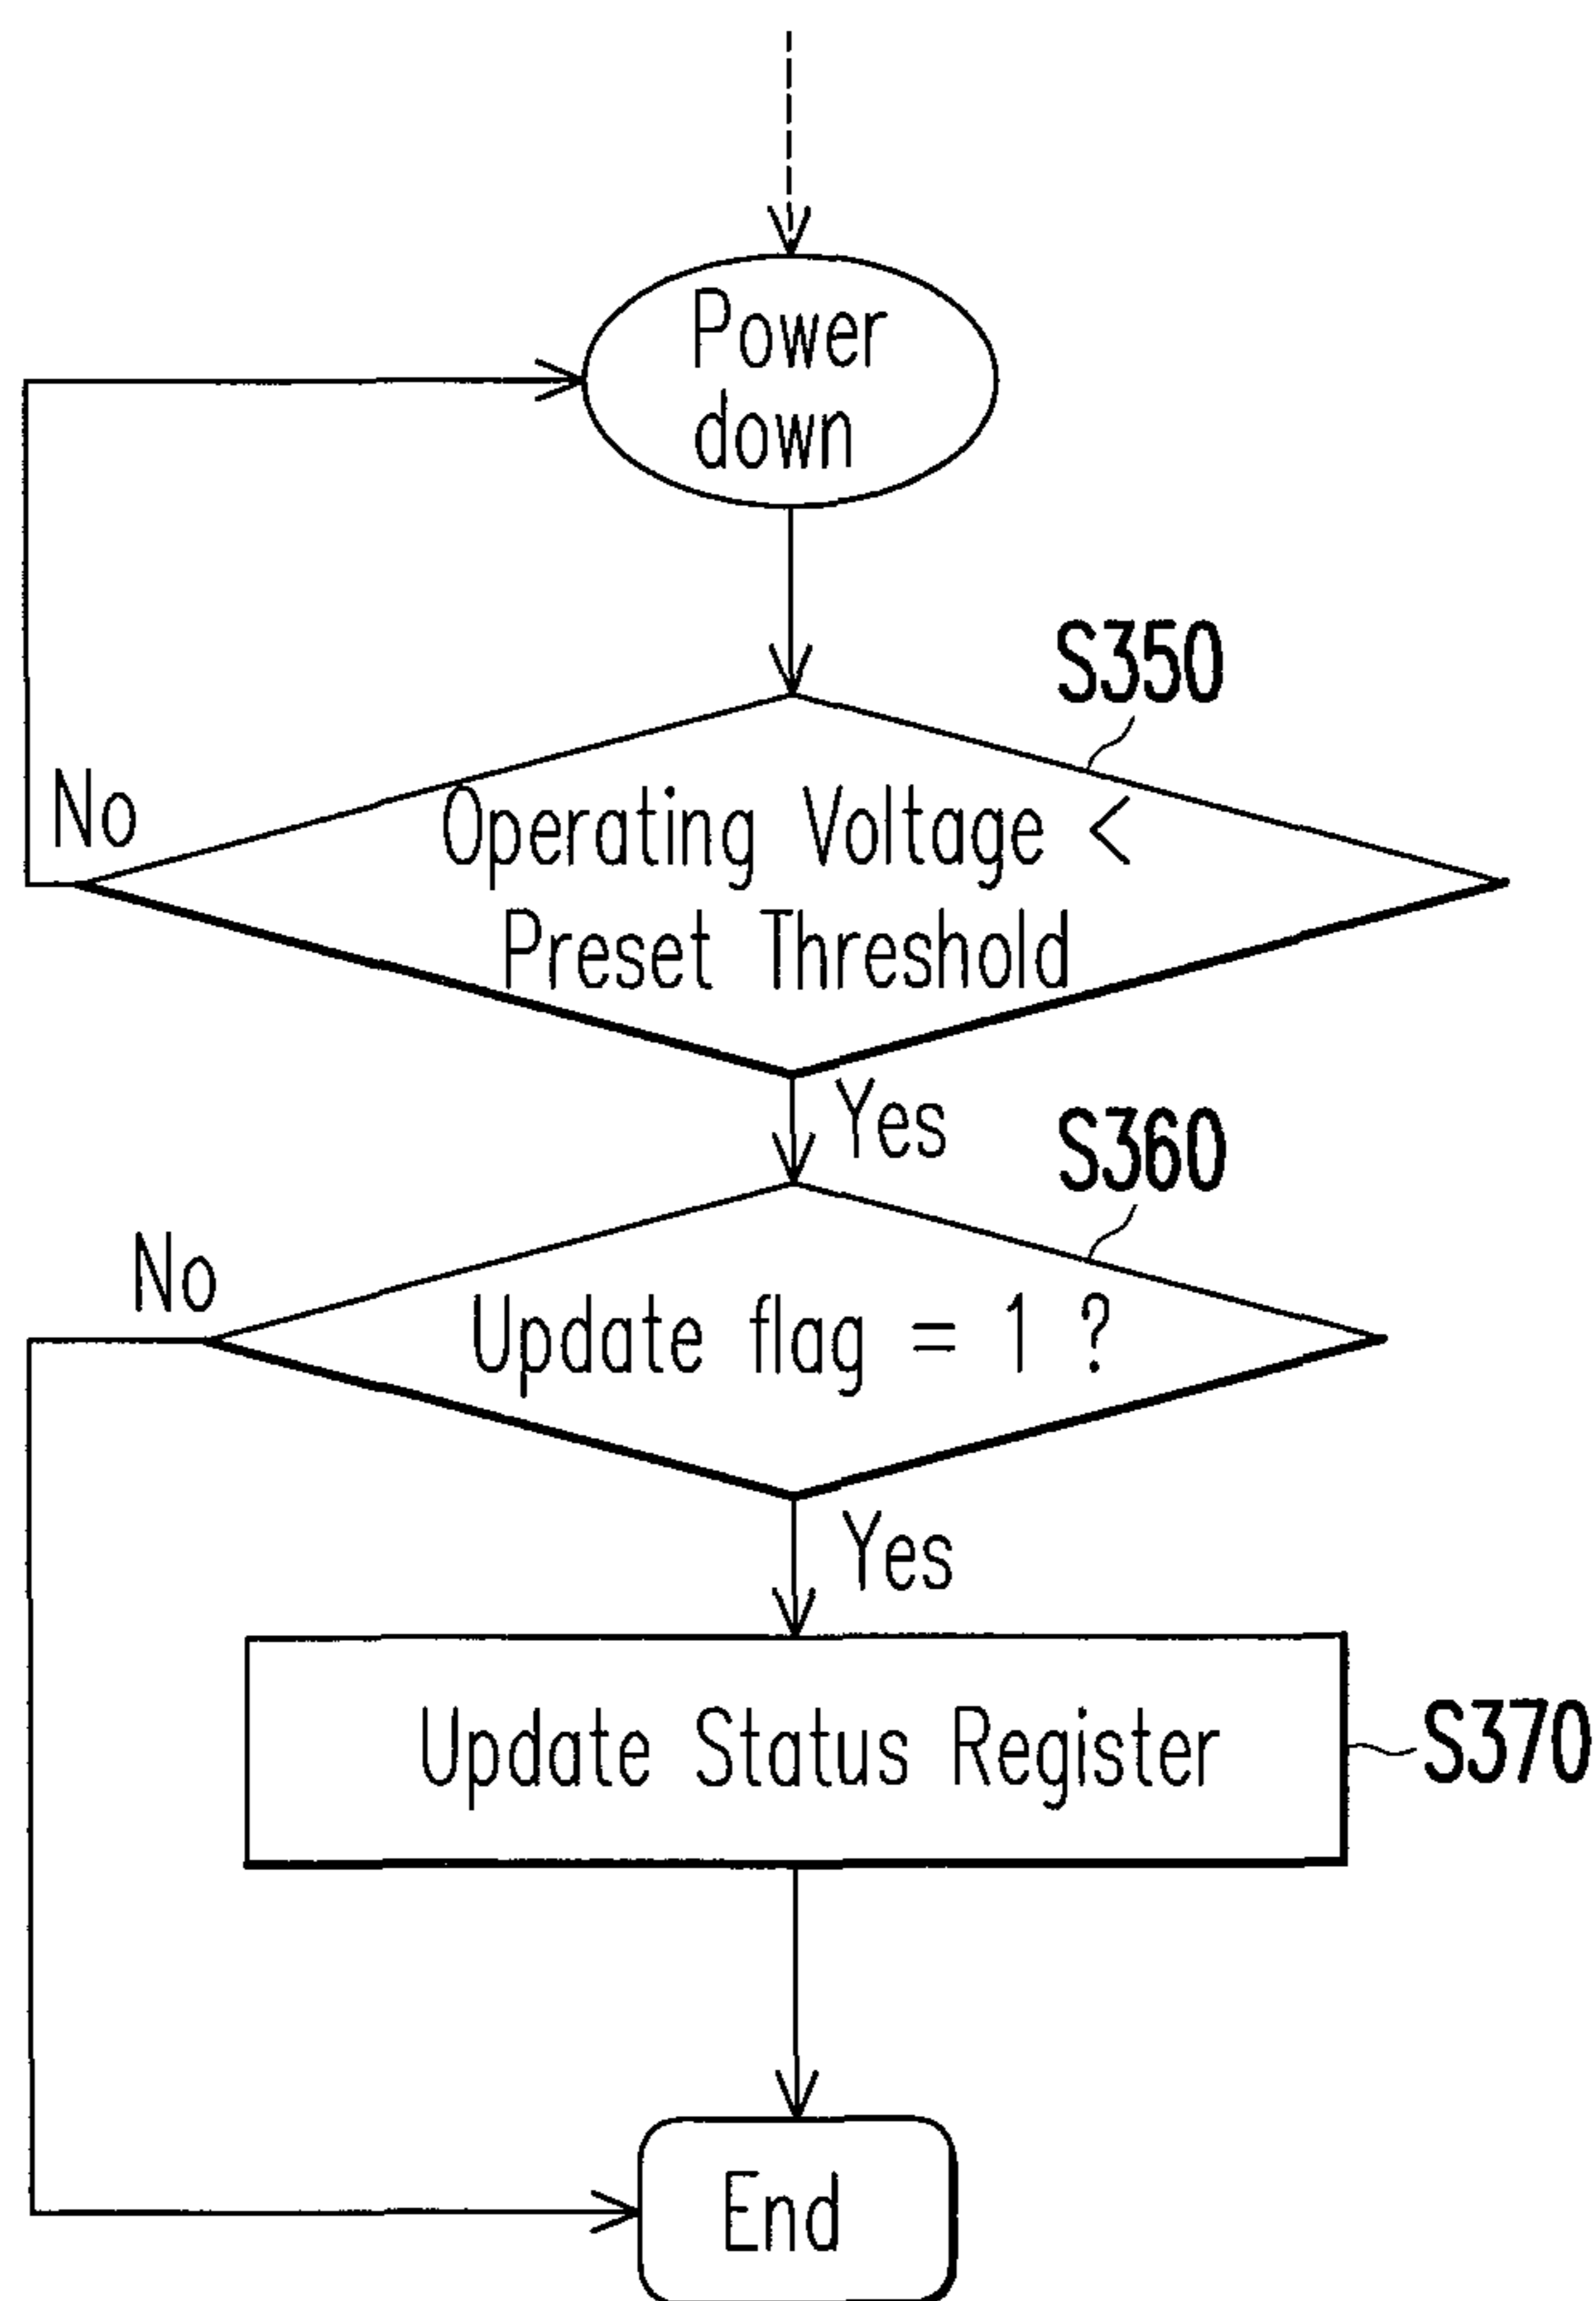 Power
down
S350
No
Operating Voltage <
Preset Threshold
Yes
S360
No
Update flag = 1 ?
Yes
Update Status Register
S370
End